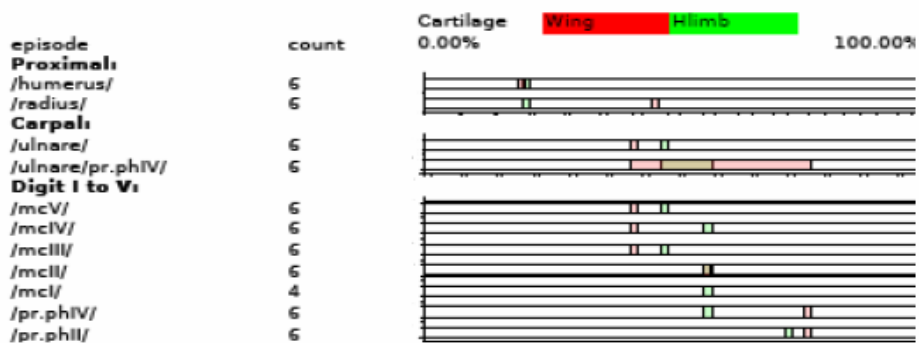 Cartilage Wing Hlimb
episode count 0.00% 100.00%
Proximal:
/humerus/ 6
/radius/ 6
Carpal:
/ulnare/ 6
/ulnare/pr.phIV/ 6
Digit I to V:
/mcV/ 6
/mcIV/ 6
/mcIII/ 6
/mcII/ 6
/mcI/ 4
/pr.phIV/ 6
/pr.phII/ 6